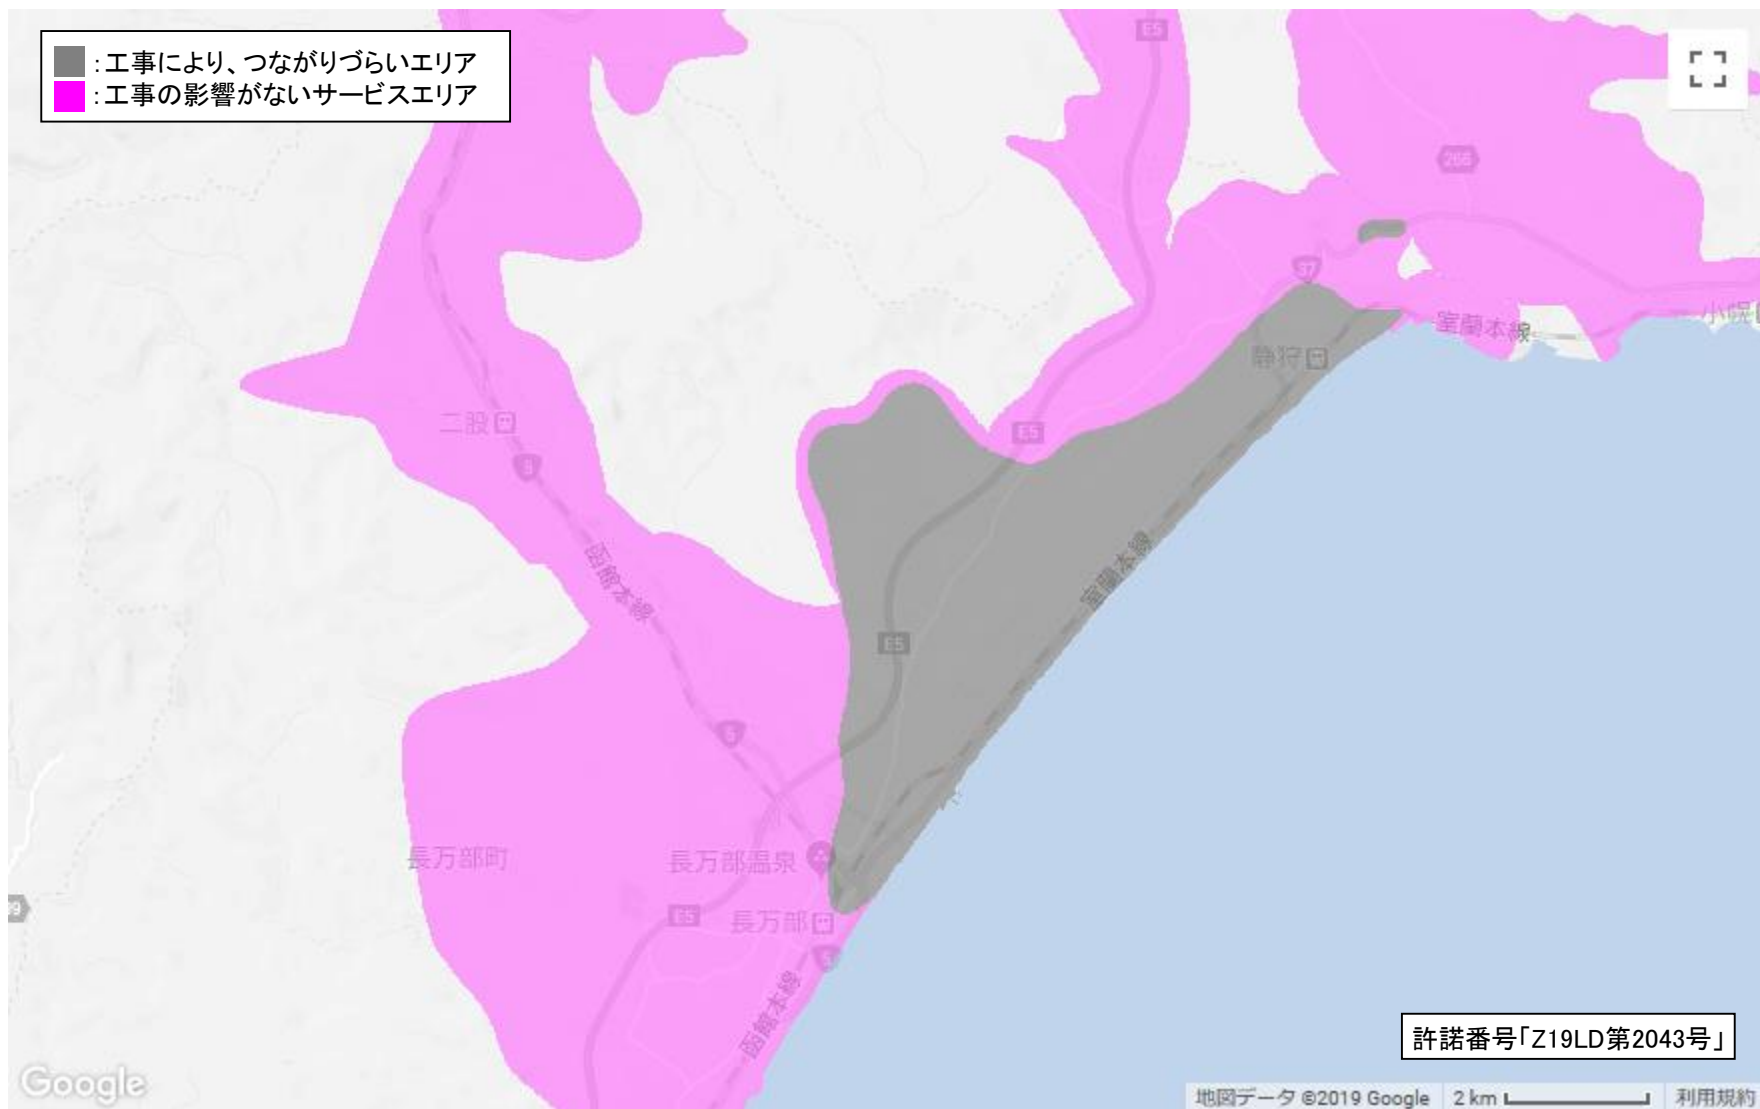 ：工事により、つながりづらいエリア
：工事の影響がないサービスエリア
E5
266
37
室蘭本線
小幌
静狩
二股
5
E5
函館本線
室蘭本線
E5
5
長万部町
長万部温泉
E5
長万部
5
函館本線
許諾番号「Z19LD第2043号」
Google
地図データ ©2019 Google
2 km
利用規約